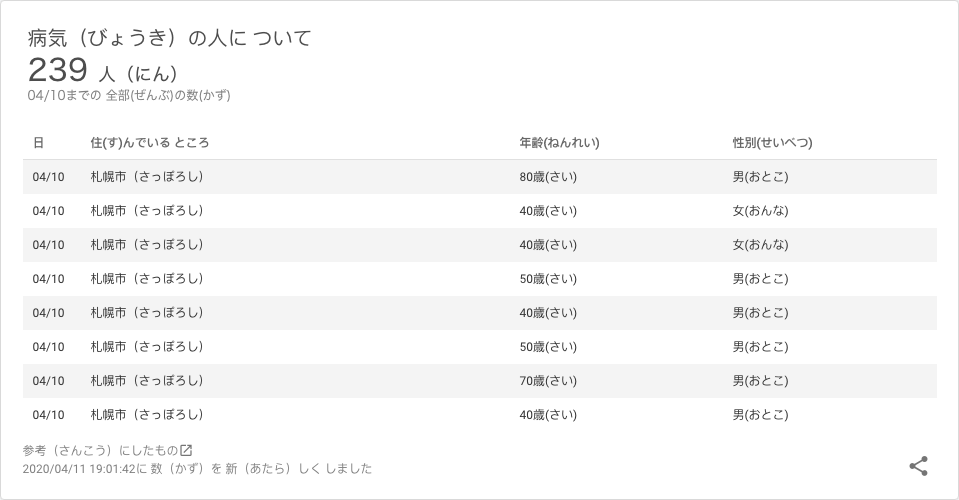 病気（びょうき）の人に ついて
239 人（にん）
04/10までの 全部(ぜんぶ)の数(かず)
日 住(す)んでいる ところ 年齢(ねんれい) 性別(せいべつ)
04/10 札幌市（さっぽろし） 80歳(さい) 男(おとこ)
04/10 札幌市（さっぽろし） 40歳(さい) 女(おんな)
04/10 札幌市（さっぽろし） 40歳(さい) 女(おんな)
04/10 札幌市（さっぽろし） 50歳(さい) 男(おとこ)
04/10 札幌市（さっぽろし） 40歳(さい) 男(おとこ)
04/10 札幌市（さっぽろし） 50歳(さい) 男(おとこ)
04/10 札幌市（さっぽろし） 70歳(さい) 男(おとこ)
04/10 札幌市（さっぽろし） 40歳(さい) 男(おとこ)
参考（さんこう）にしたもの
2020/04/11 19:01:42に 数（かず）を 新（あたら）しく しました